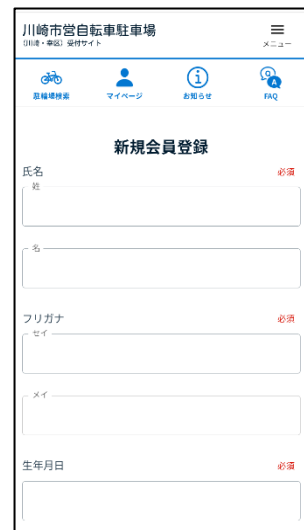 川崎市営自転車駐車場
(川崎・幸区) 受付サイト
メニュー
駐輪場検索
マイページ
お知らせ
Q
A
FAQ
新規会員登録
氏名
必須
姓
名
フリガナ
必須
セイ
メイ
生年月日
必須